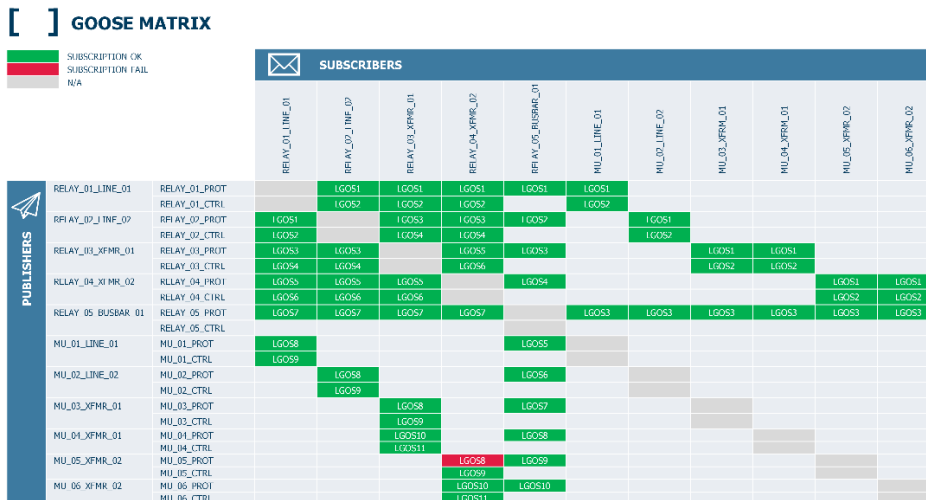 [ ] GOOSE MATRIX
SUBSCRIPTION OK
SUBSCRIPTION FAIL
N/A
SUBSCRIBERS
RELAY_01_LINE_01 RELAY_02_LINE_02 RELAY_03_XFMR_01 RELAY_04_XFMR_02 RELAY_05_BUSBAR_01 MU_01_LINE_01 MU_02_LINE_02 MU_03_XFRM_01 MU_04_XFRM_01 MU_05_XFMR_02 MU_06_XFMR_02
PUBLISHERS
RELAY_01_LINE_01 RELAY_01_PROT LGOS1 LGOS1 LGOS1 LGOS1 LGOS1
RELAY_01_CTRL LGOS2 LGOS2 LGOS2 LGOS2
RELAY_02_LINE_02 RELAY_02_PROT LGOS1 LGOS3 LGOS3 LGOS2 LGOS1
RELAY_02_CTRL LGOS2 LGOS4 LGOS4 LGOS2
RELAY_03_XFMR_01 RELAY_03_PROT LGOS3 LGOS3 LGOS5 LGOS3 LGOS1 LGOS1
RELAY_03_CTRL LGOS4 LGOS4 LGOS6 LGOS2 LGOS2
RELAY_04_XFMR_02 RELAY_04_PROT LGOS5 LGOS5 LGOS5 LGOS4 LGOS1 LGOS1
RELAY_04_CTRL LGOS6 LGOS6 LGOS6 LGOS2 LGOS2
RELAY_05_BUSBAR_01 RELAY_05_PROT LGOS7 LGOS7 LGOS7 LGOS7 LGOS3 LGOS3 LGOS3 LGOS3 LGOS3 LGOS3
RELAY_05_CTRL
MU_01_LINE_01 MU_01_PROT LGOS8 LGOS5
MU_01_CTRL LGOS9
MU_02_LINE_02 MU_02_PROT LGOS8 LGOS6
MU_02_CTRL LGOS9
MU_03_XFMR_01 MU_03_PROT LGOS8 LGOS7
MU_03_CTRL LGOS9
MU_04_XFMR_01 MU_04_PROT LGOS10 LGOS8
MU_04_CTRL LGOS11
MU_05_XFMR_02 MU_05_PROT LGOS8 LGOS9
MU_05_CTRL LGOS9
MU_06_XFMR_02 MU_06_PROT LGOS10 LGOS10
MU_06_CTRL LGOS11